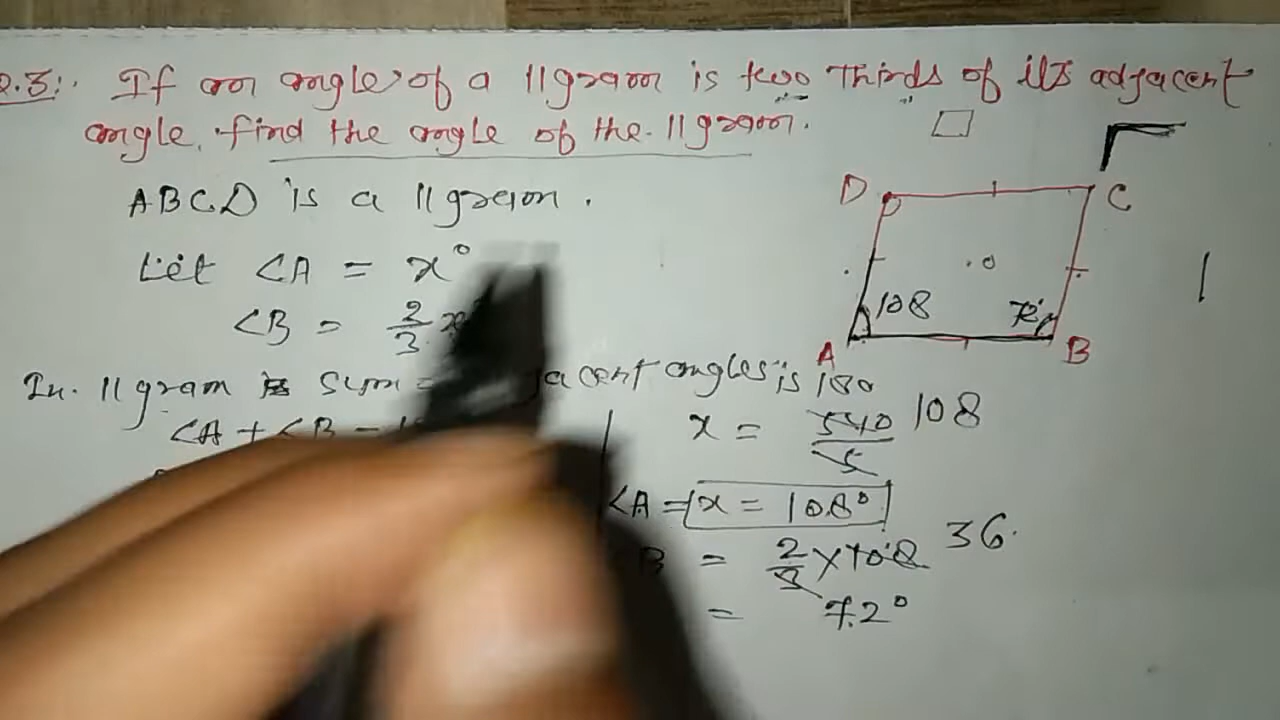 Q.3:. If an angle of a ||gram is two thirds of its adjacent
angle, find the angle of the ||gram.
ABCD is a ||gram.
Let <A = x°
<B = 2/3 x
In. ||gram is Sum angles is 180
<A + <B =
x = 540/5 108
<A = x = 108°
B = 2/3 x 108 36
= 72°
D C
o
108 72°
A B